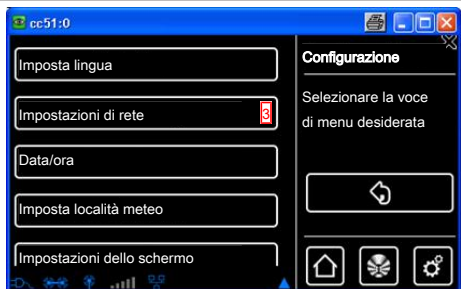 cc51:0
Imposta lingua
Impostazioni di rete
3
Data/ora
Imposta località meteo
Impostazioni dello schermo
Configurazione
Selezionare la voce
di menu desiderata